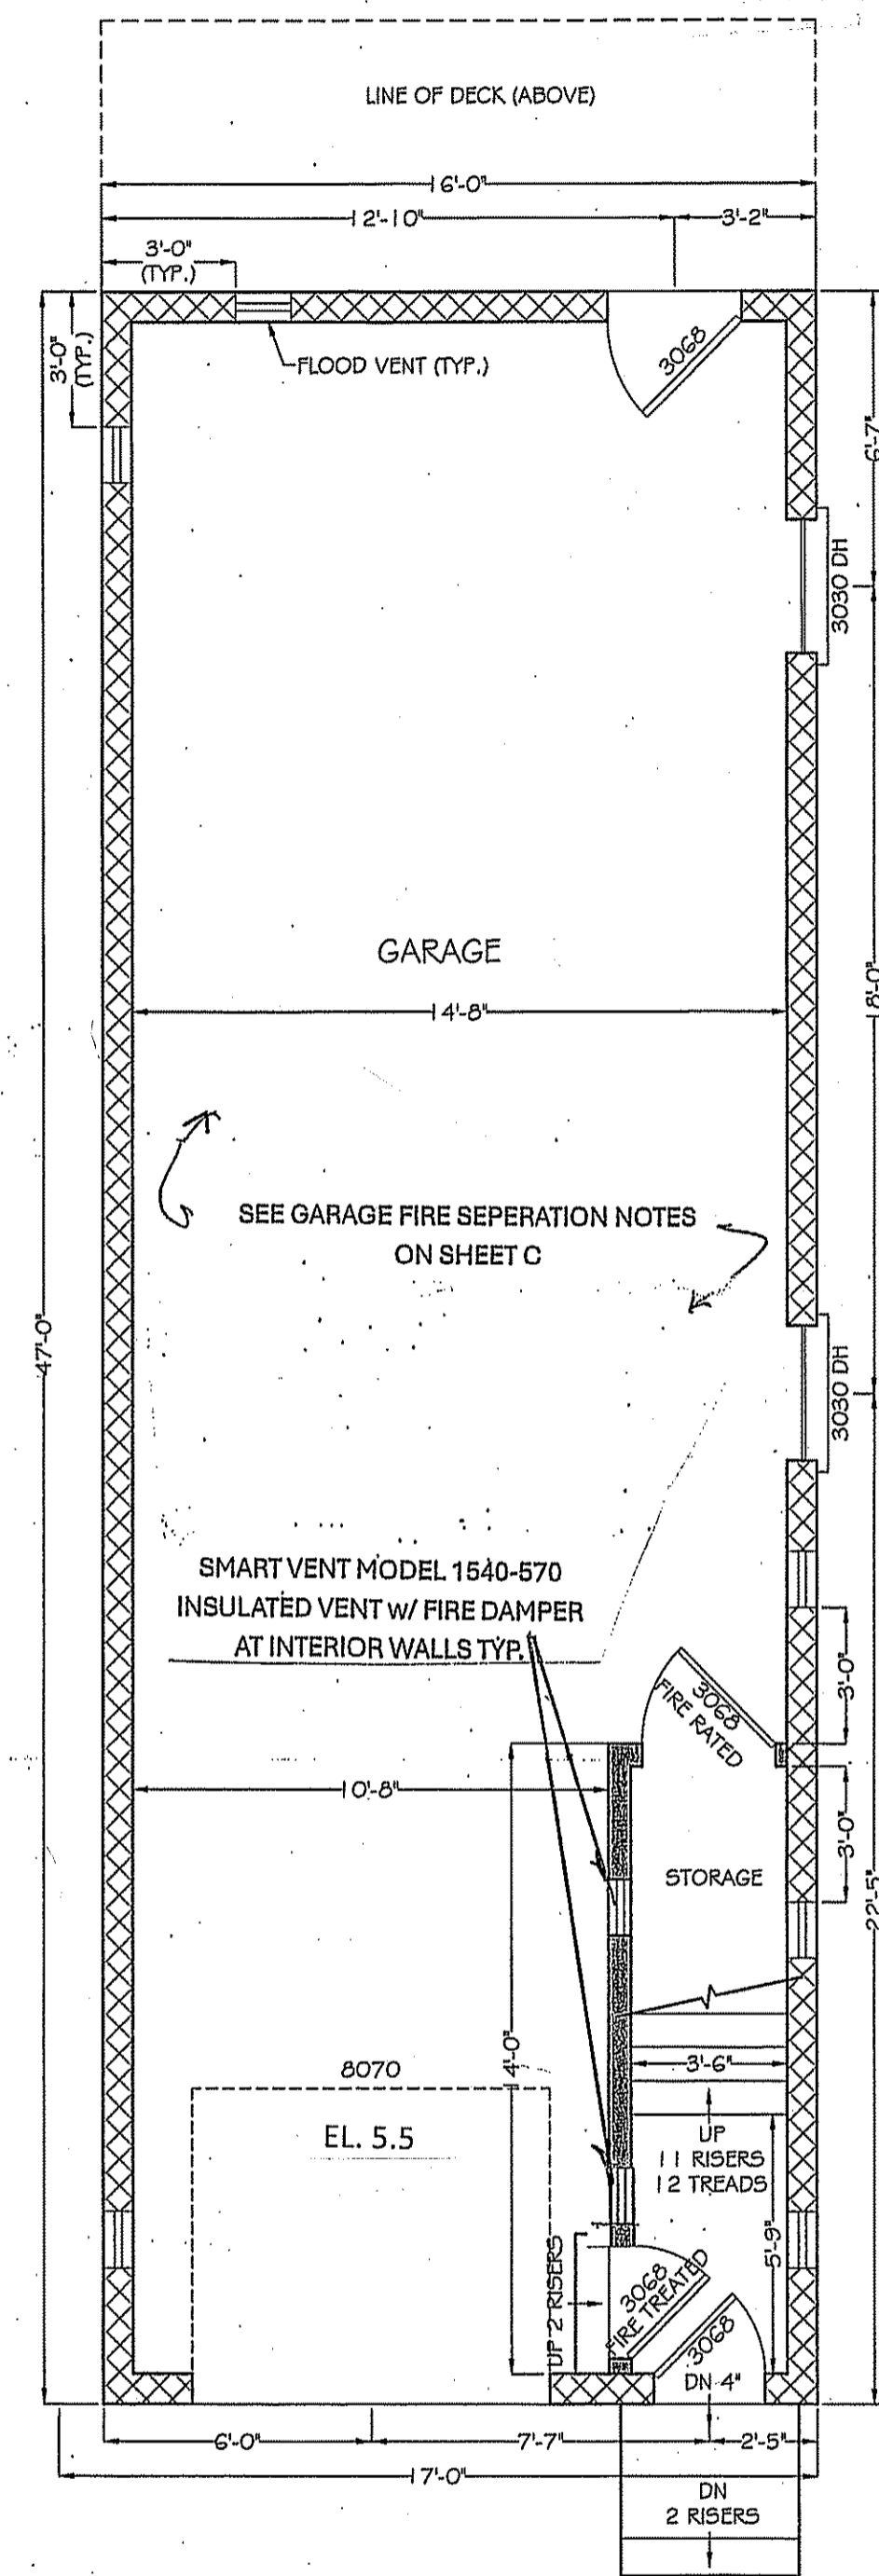 LINE OF DECK (ABOVE)
16'-0"
12'-10"
3'-2"
3'-0"
(TYP.)
3'-0"
(TYP.)
FLOOD VENT (TYP.)
3068
6'-7"
3030 DH
GARAGE
14'-8"
18'-0"
SEE GARAGE FIRE SEPERATION NOTES
ON SHEET C
47'-0"
3030 DH
SMART VENT MODEL 1540-570
INSULATED VENT w/ FIRE DAMPER
AT INTERIOR WALLS TYP.
3'-0"
3068
FIRE RATED
10'-8"
3'-0"
STORAGE
22'-5"
14'-0"
3'-6"
8070
EL. 5.5
UP
11 RISERS
12 TREADS
5'-9"
UP 2 RISERS
3068
FIRE TREATED
3068
DN 4"
6'-0"
7'-7"
2'-5"
17'-0"
DN
2 RISERS